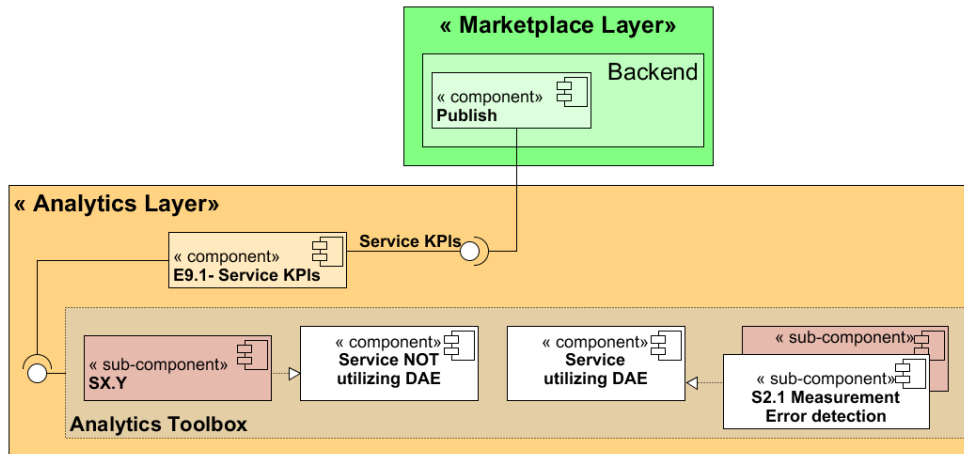 « Marketplace Layer»
Backend
« component»
Publish
« Analytics Layer»
Service KPIs
« component»
E9.1- Service KPIs
« sub-component»
SX.Y
« component»
Service NOT
utilizing DAE
« component»
Service
utilizing DAE
« sub-component»
« sub-component»
S2.1 Measurement
Error detection
Analytics Toolbox